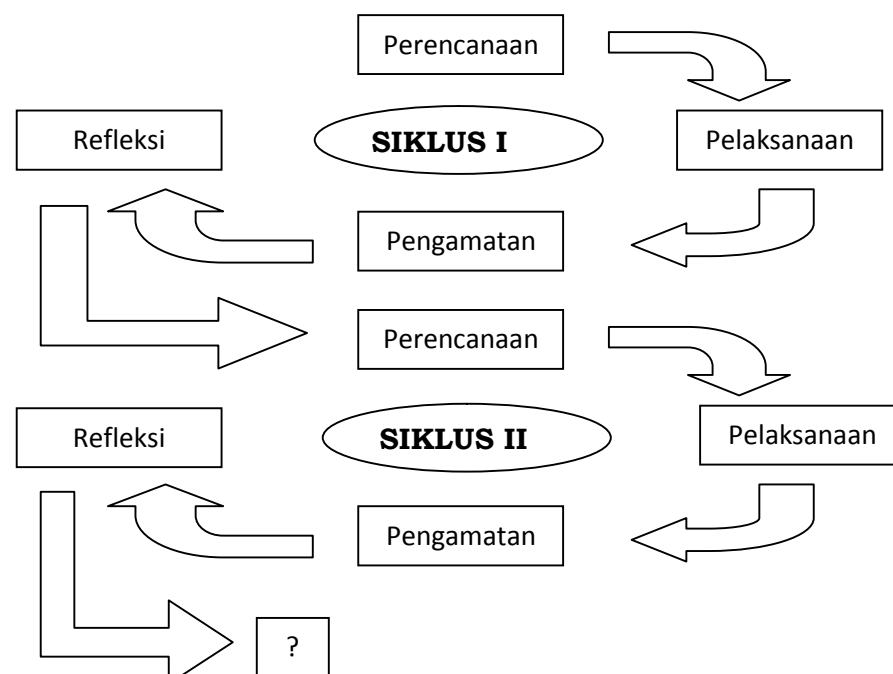 Perencanaan
Refleksi
SIKLUS I
Pelaksanaan
Pengamatan
Perencanaan
Refleksi
SIKLUS II
Pelaksanaan
Pengamatan
?